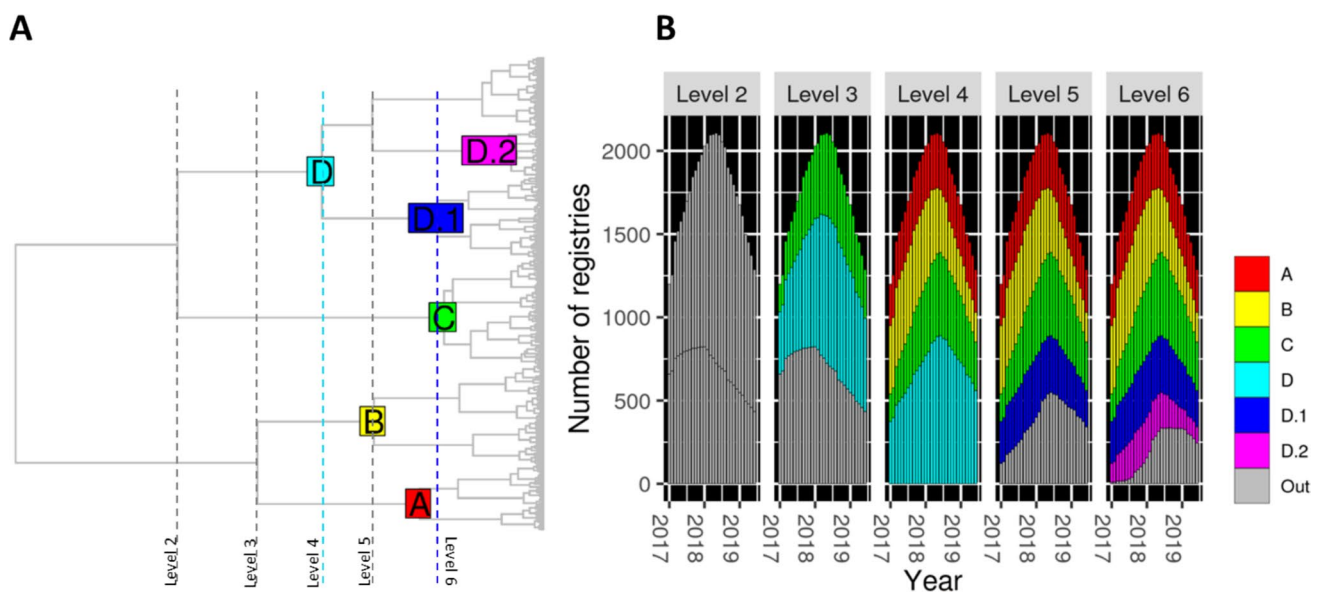 A
B
D
D.2
D.1
C
B
A
Level 2
Level 3
Level 4
Level 5
Level 6
Level 2
Level 3
Level 4
Level 5
Level 6
Number of registries
2000
1500
1000
500
0
2017
2018
2019
2017
2018
2019
2017
2018
2019
2017
2018
2019
2017
2018
2019
Year
A
B
C
D
D.1
D.2
Out